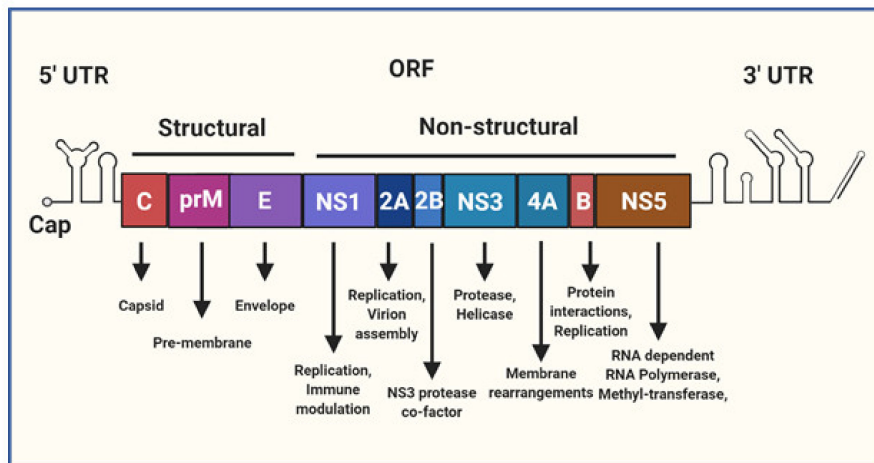 5' UTR
ORF
3' UTR
Structural
Non-structural
Cap
C
prM
E
NS1
2A
2B
NS3
4A
B
NS5
Capsid
Pre-membrane
Envelope
Replication,
Immune
modulation
Replication,
Virion
assembly
NS3 protease
co-factor
Protease,
Helicase
Membrane
rearrangements
Protein
interactions,
Replication
RNA dependent
RNA Polymerase,
Methyl-transferase,